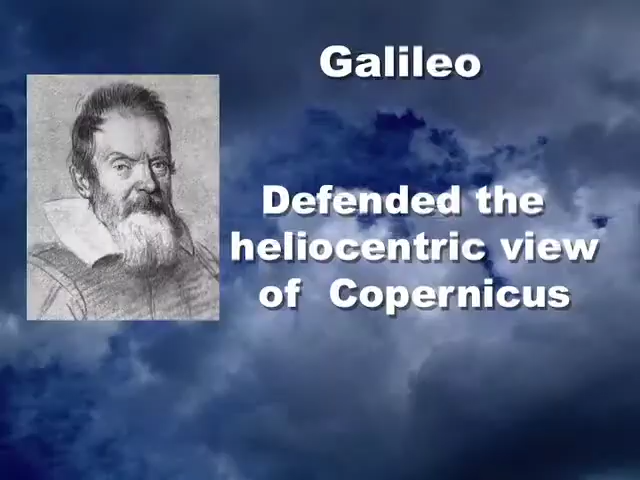 Galileo
Defended the
heliocentric view
of Copernicus